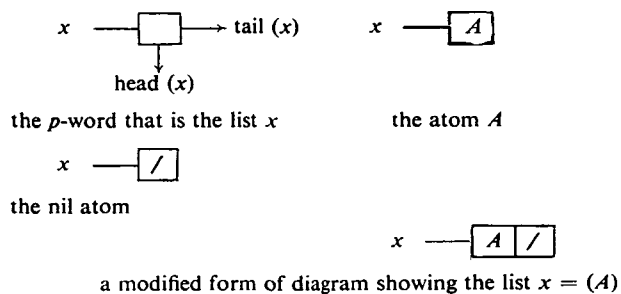 x tail (x) x A
head (x)
the p-word that is the list x the atom A
x /
the nil atom
x A /
a modified form of diagram showing the list x = (A)